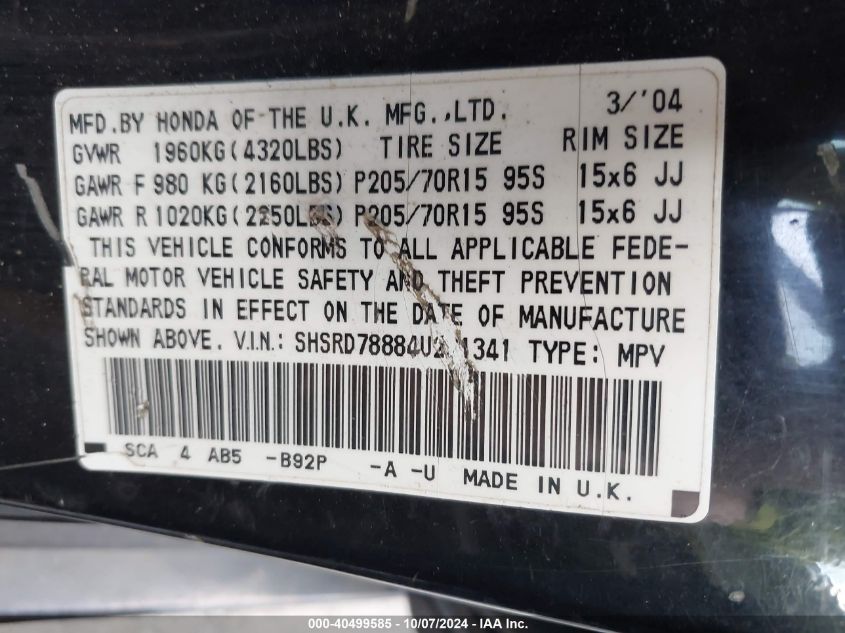 MFD.BY HONDA OF THE U.K. MFG.,LTD. 3/'04
GVWR 1960KG(4320LBS) TIRE SIZE RIM SIZE
GAWR F 980 KG(2160LBS) P205/70R15 95S 15x6 JJ
GAWR R 1020KG(2250LBS) P205/70R15 95S 15x6 JJ
THIS VEHICLE CONFORMS TO ALL APPLICABLE FEDE-
RAL MOTOR VEHICLE SAFETY AND THEFT PREVENTION
STANDARDS IN EFFECT ON THE DATE OF MANUFACTURE
SHOWN ABOVE. V.I.N.: TYPE: MPV
SCA 4 AB5 -B92P -A -U MADE IN U.K.
000-40499585 - 10/07/2024 - IAA Inc.